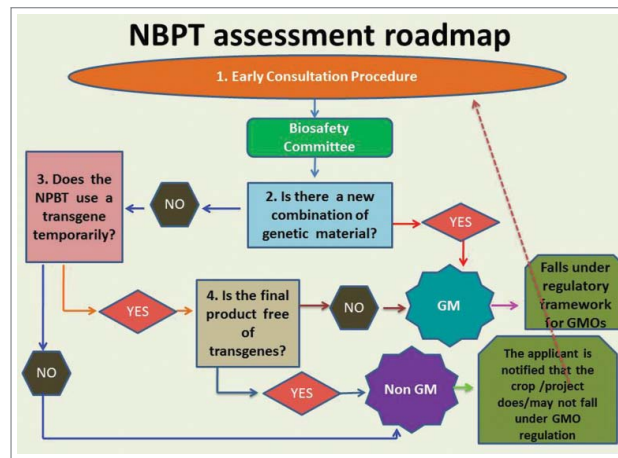 NBPT assessment roadmap
1. Early Consultation Procedure
Biosafety
Committee
3. Does the
NPBT use a
transgene
temporarily?
NO
2. Is there a new
combination of
genetic material?
YES
Falls under
regulatory
framework
for GMOs
YES
4. Is the final
product free
of
transgenes?
NO
GM
NO
YES
Non GM
The applicant is
notified that the
crop /project
does/may not fall
under GMO
regulation